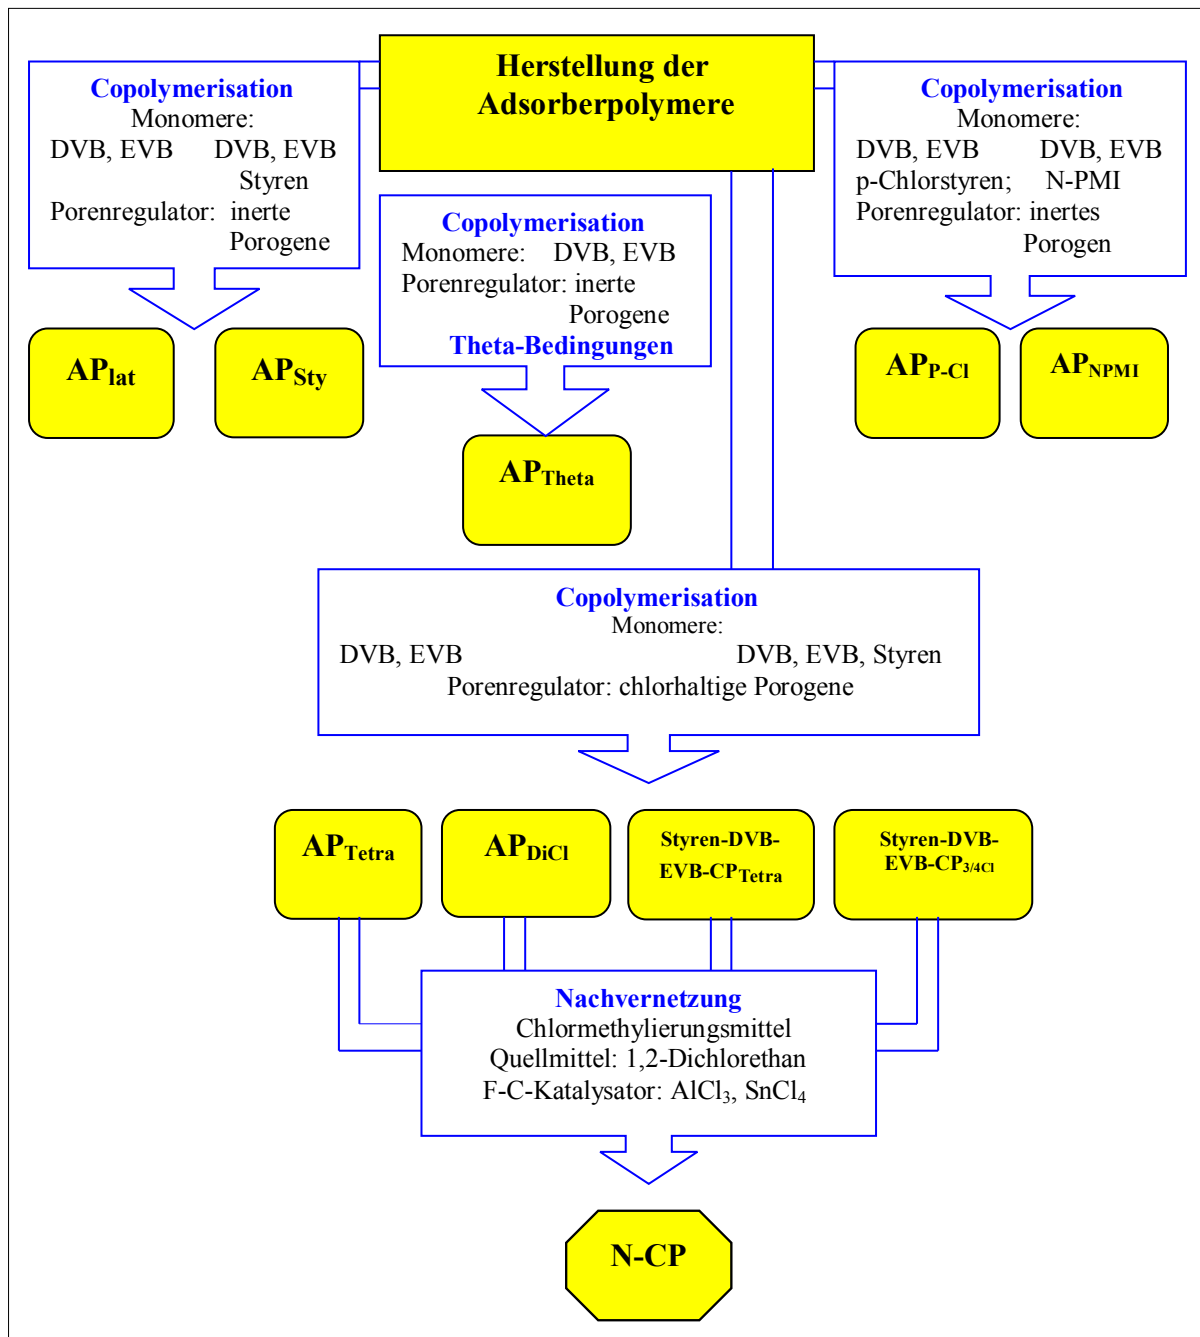 Herstellung der
Adsorberpolymere
Copolymerisation
Monomere:
DVB, EVB DVB, EVB
Styren
Porenregulator: inerte
Porogene
Copolymerisation
Monomere: DVB, EVB
Porenregulator: inerte
Porogene
Theta-Bedingungen
Copolymerisation
Monomere:
DVB, EVB DVB, EVB
p-Chlorstyren; N-PMI
Porenregulator: inertes
Porogen
APlat
APSty
APTheta
APP-Cl
APNPMI
Copolymerisation
Monomere:
DVB, EVB DVB, EVB, Styren
Porenregulator: chlorhaltige Porogene
APTetra
APDiCl
Styren-DVB-
EVB-CPTetra
Styren-DVB-
EVB-CP3/4Cl
Nachvernetzung
Chlormethylierungsmittel
Quellmittel: 1,2-Dichlorethan
F-C-Katalysator: AlCl3, SnCl4
N-CP